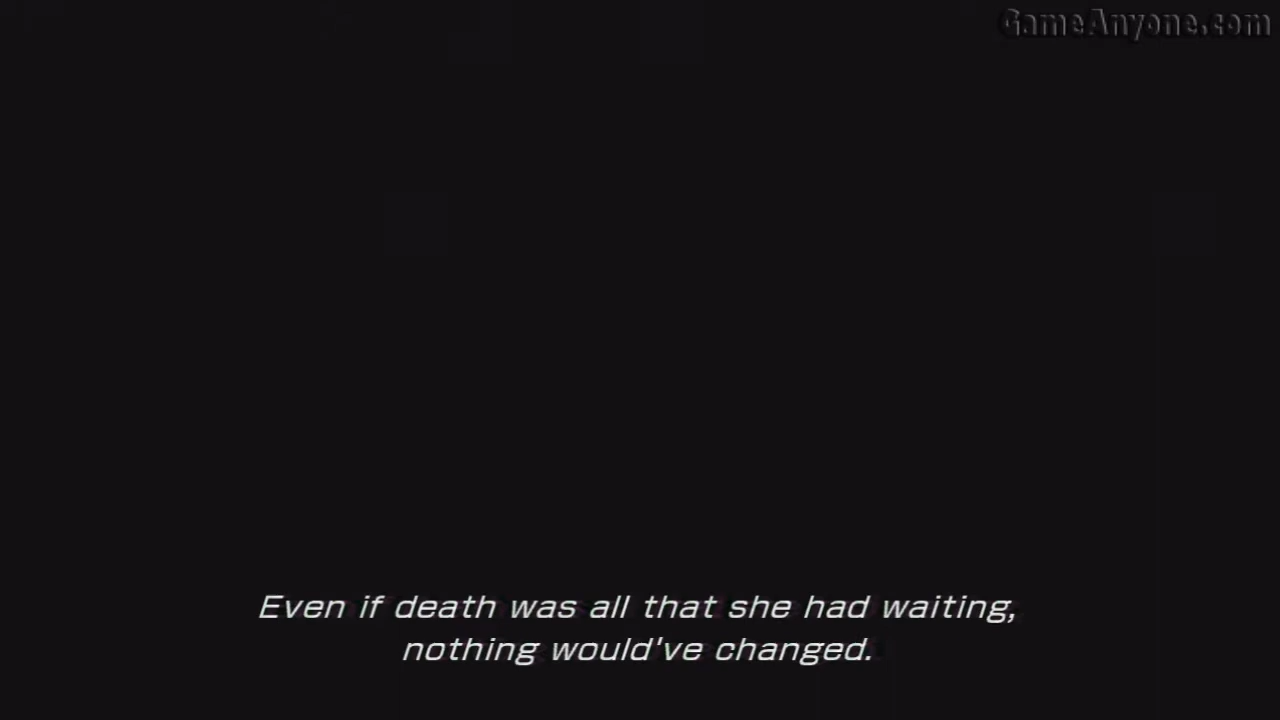 GameAnyone.com
Even if death was all that she had waiting,
nothing would've changed.